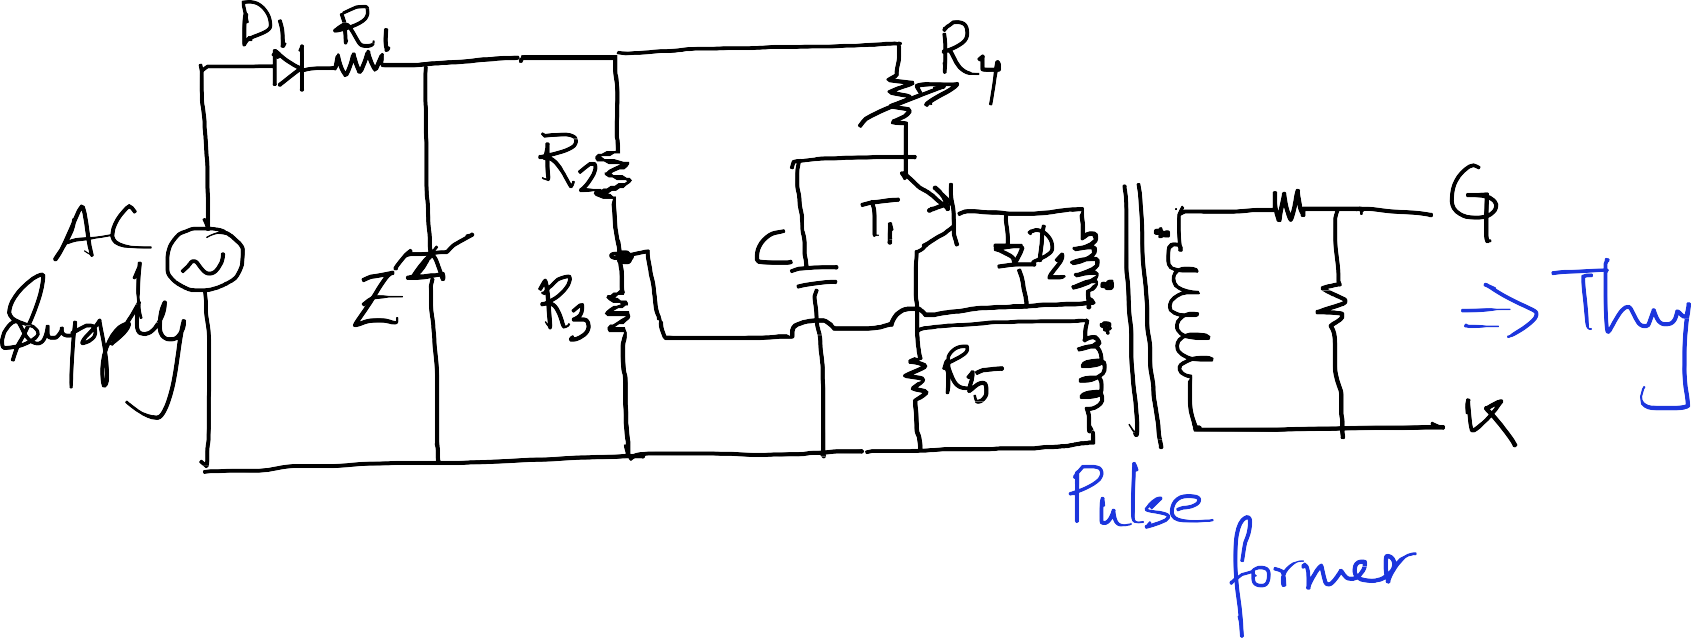 D1 R1
R4
R2
AC
Supply
Z
R3
C
T1
D2
R5
G
K
⇒ Thy
Pulse
former